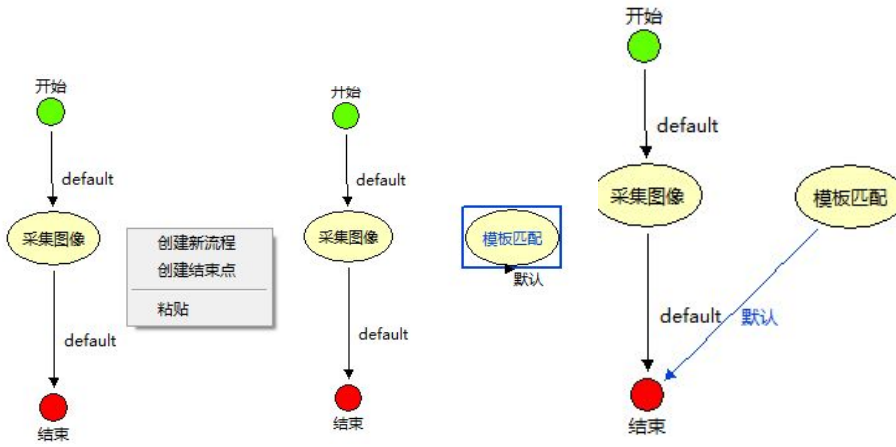 开始
default
采集图像
default
结束
创建新流程
创建结束点
粘贴
开始
default
采集图像
default
结束
模板匹配
默认
开始
default
采集图像
模板匹配
default
默认
结束